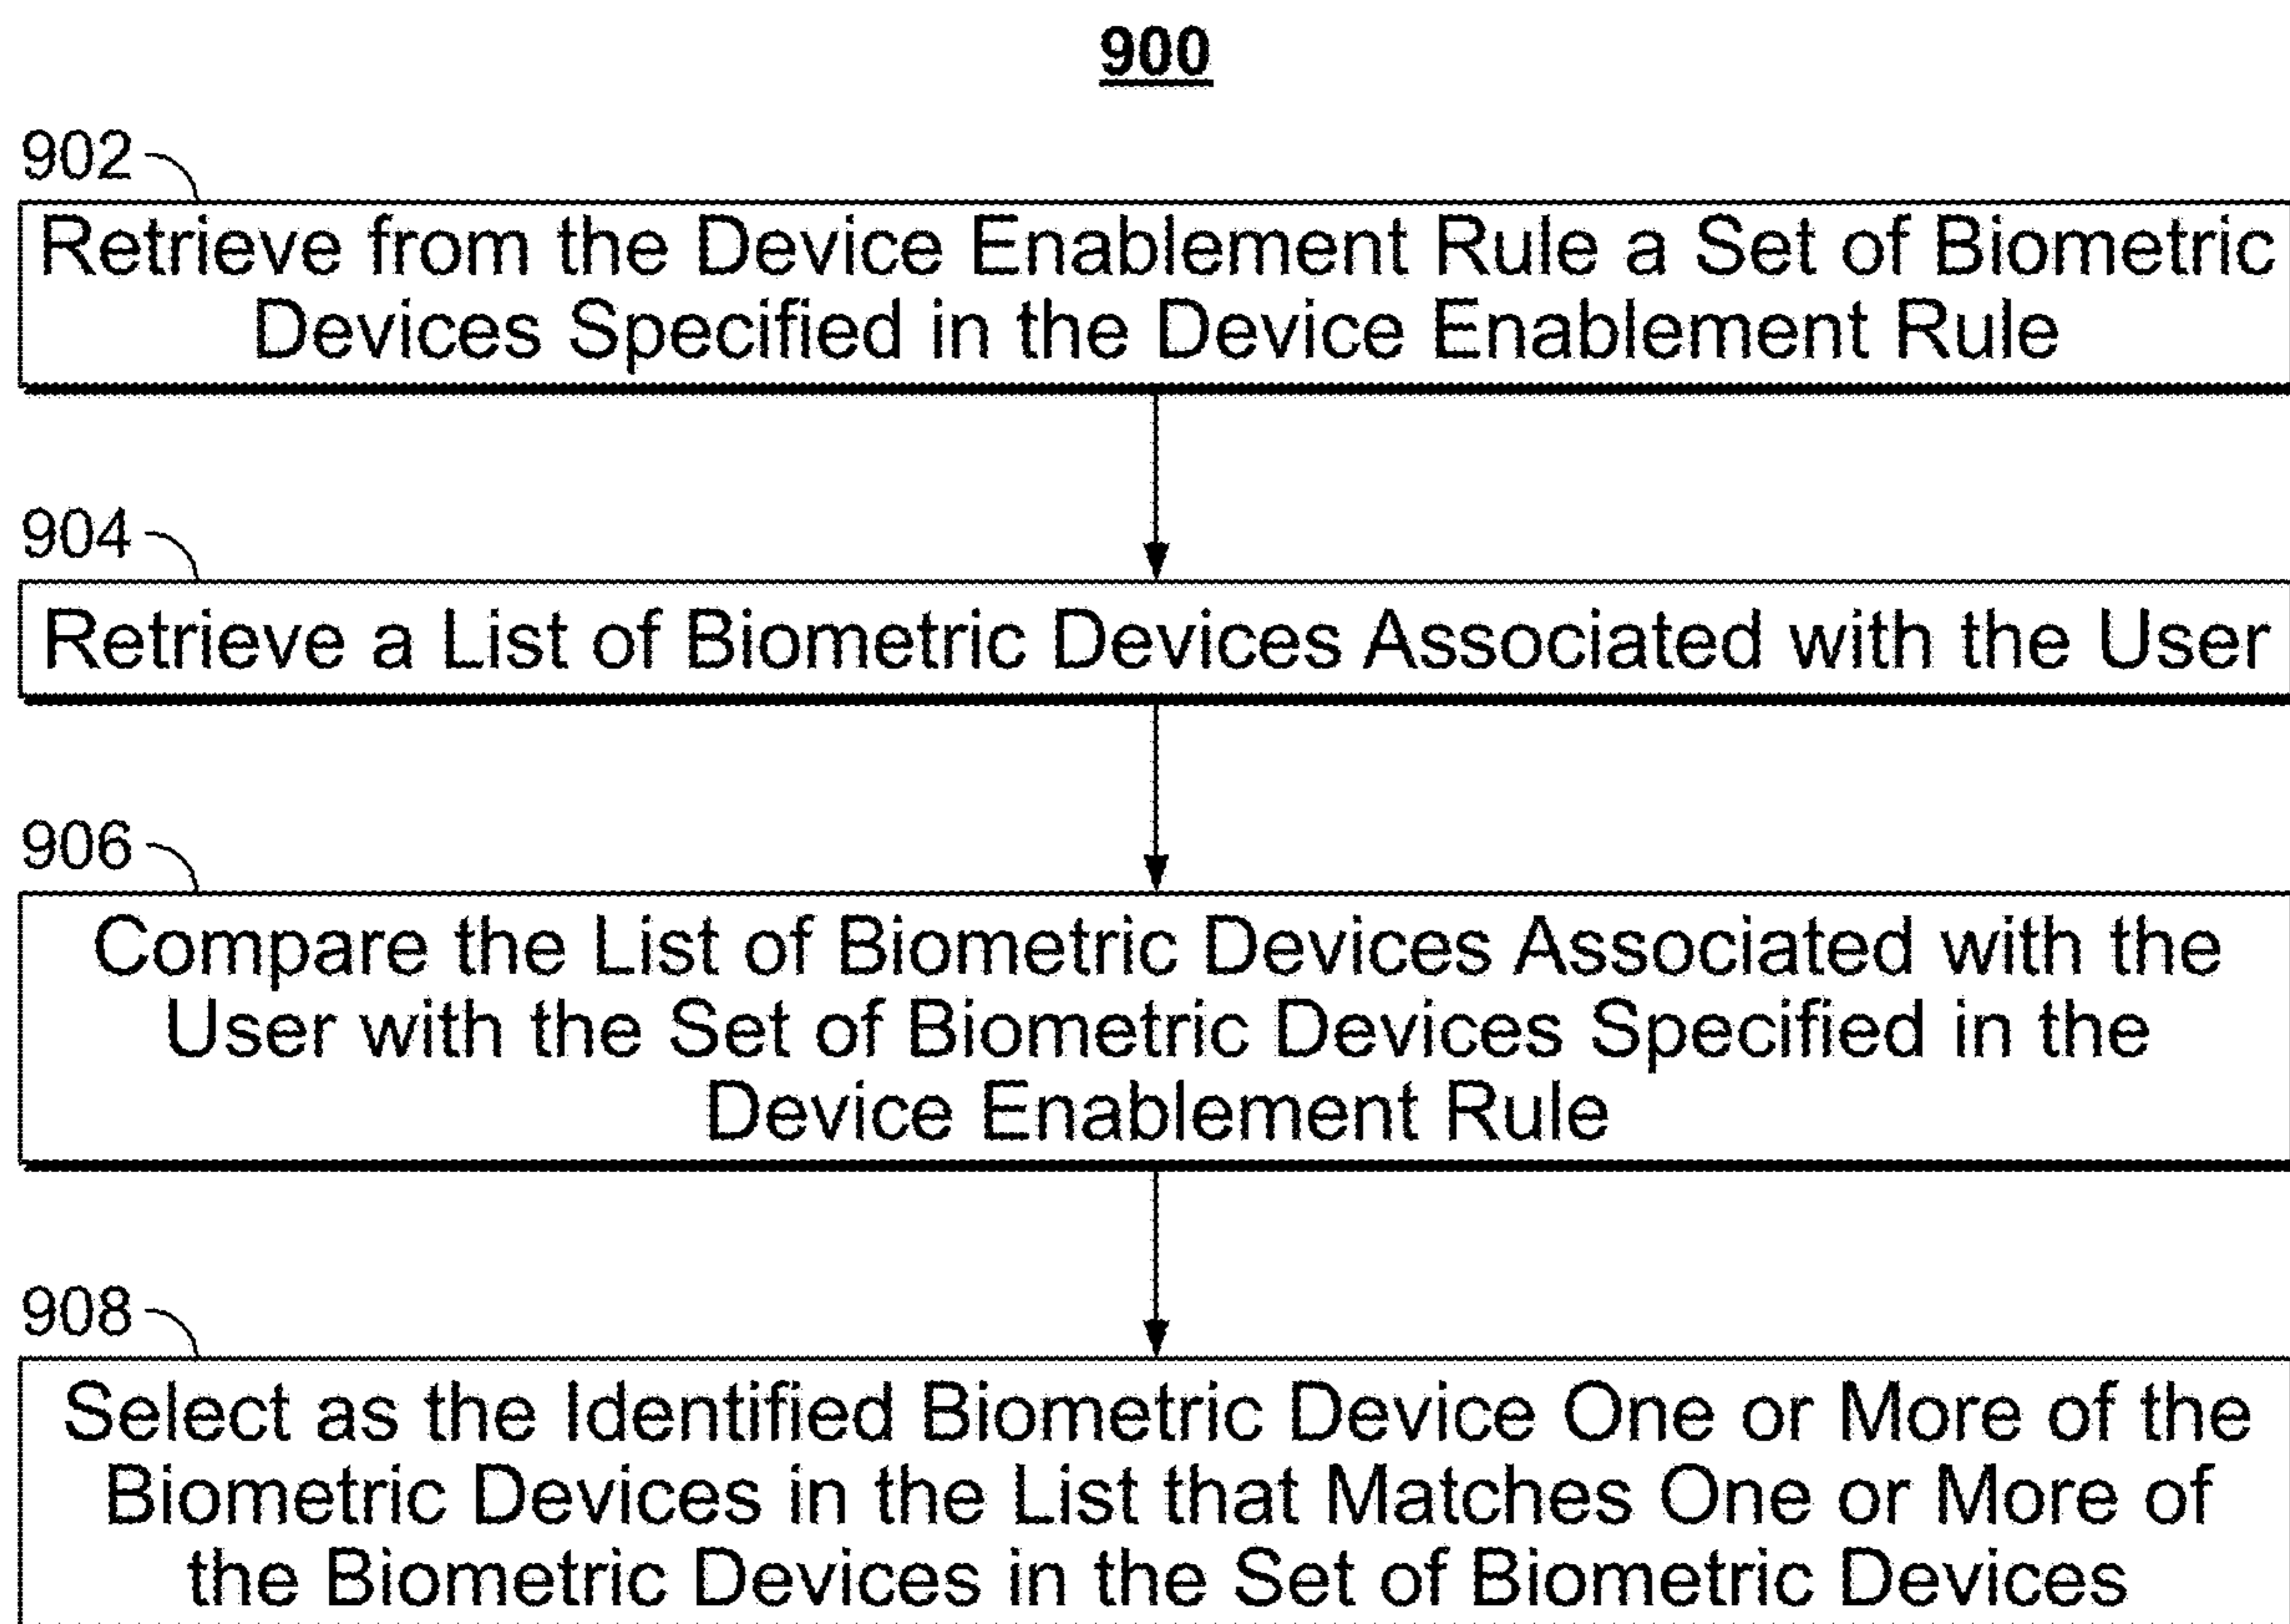 900
902
Retrieve from the Device Enablement Rule a Set of Biometric
Devices Specified in the Device Enablement Rule
904
Retrieve a List of Biometric Devices Associated with the User
906
Compare the List of Biometric Devices Associated with the
User with the Set of Biometric Devices Specified in the
Device Enablement Rule
908
Select as the Identified Biometric Device One or More of the
Biometric Devices in the List that Matches One or More of
the Biometric Devices in the Set of Biometric Devices